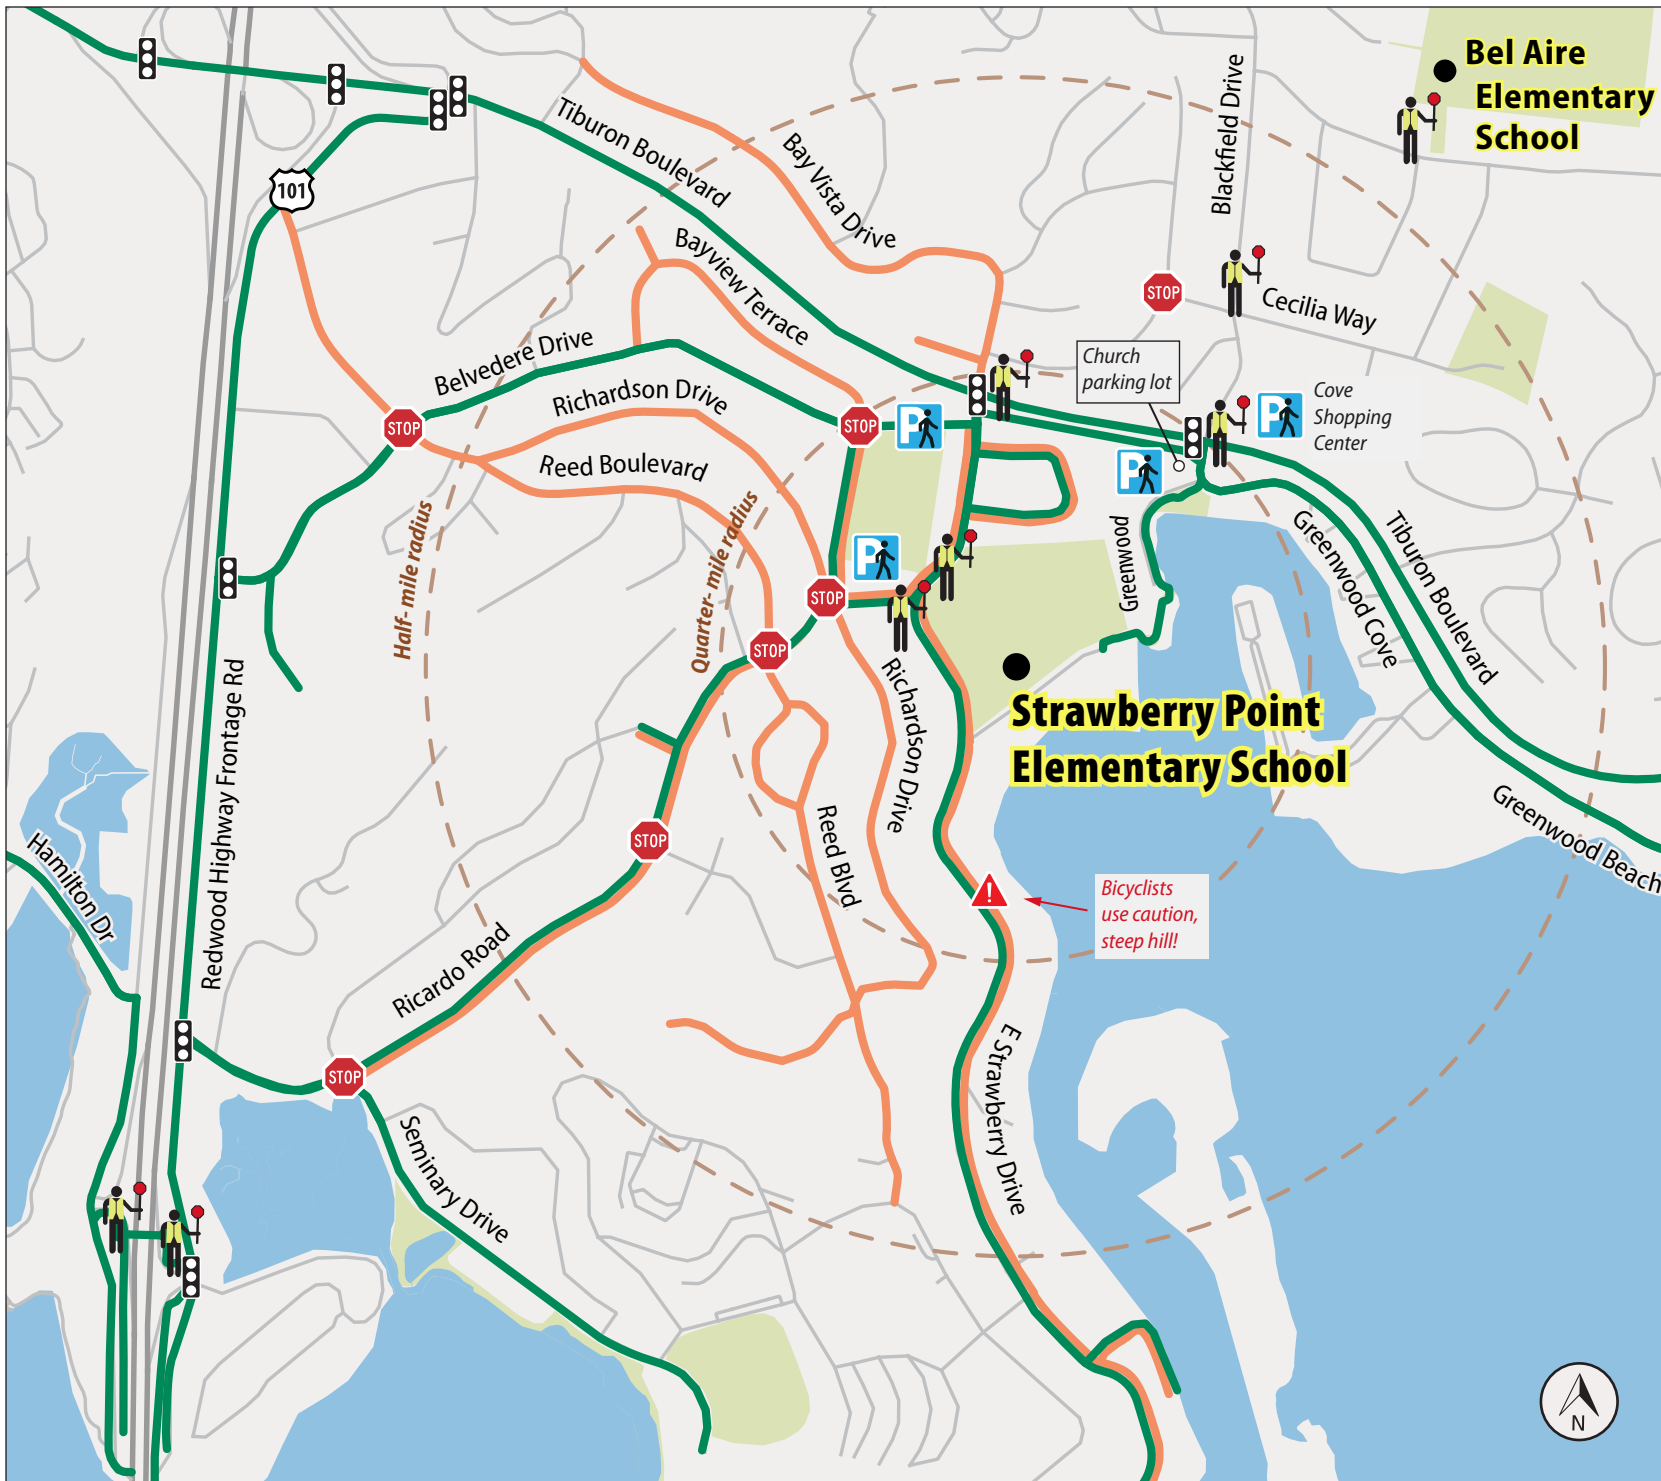 Bel Aire
Elementary
School
Tiburon Boulevard
Bay Vista Drive
Blackfield Drive
101
Bayview Terrace
STOP
Cecilia Way
Belvedere Drive
Church
parking lot
Richardson Drive
Cove
Shopping
Center
STOP
STOP
P
P
P
Reed Boulevard
Half- mile radius
Quarter- mile radius
Greenwood
Greenwood Cove
Tiburon Boulevard
P
STOP
STOP
Redwood Highway Frontage Rd
Richardson Drive
Strawberry Point
Elementary School
Reed Blvd
STOP
Greenwood Beach
Hamilton Dr
!
Bicyclists
use caution,
steep hill!
Ricardo Road
E Strawberry Drive
STOP
Seminary Drive
N